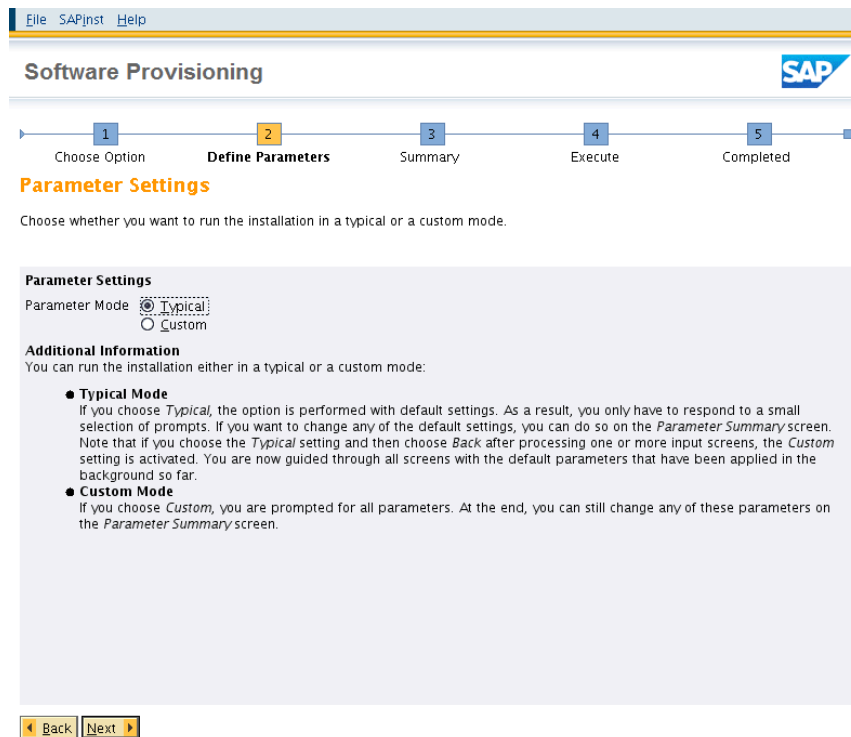 File SAPinst Help
Software Provisioning
SAP
1 2 3 4 5
Choose Option Define Parameters Summary Execute Completed
Parameter Settings
Choose whether you want to run the installation in a typical or a custom mode.
Parameter Settings
Parameter Mode Typical
Custom
Additional Information
You can run the installation either in a typical or a custom mode:
Typical Mode
If you choose Typical, the option is performed with default settings. As a result, you only have to respond to a small
selection of prompts. If you want to change any of the default settings, you can do so on the Parameter Summary screen.
Note that if you choose the Typical setting and then choose Back after processing one or more input screens, the Custom
setting is activated. You are now guided through all screens with the default parameters that have been applied in the
background so far.
Custom Mode
If you choose Custom, you are prompted for all parameters. At the end, you can still change any of these parameters on
the Parameter Summary screen.
Back Next